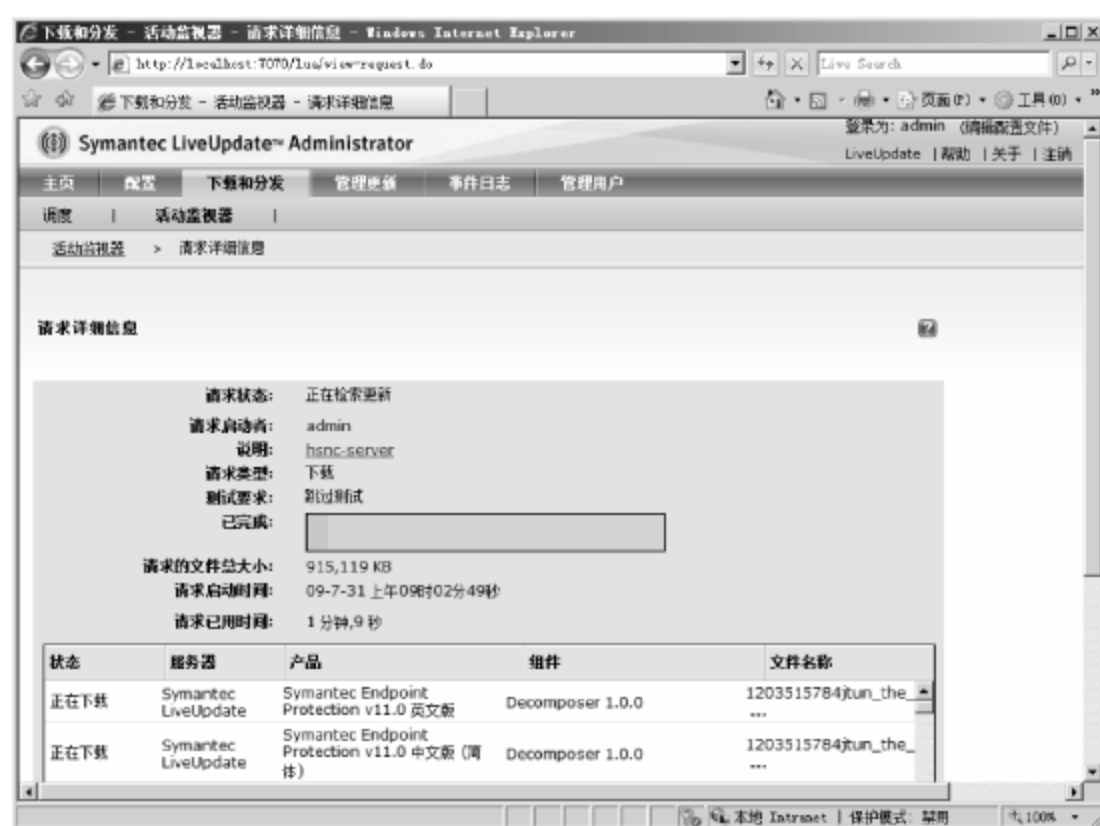 下载和分发 - 活动监视器 - 请求详细信息 - Windows Internet Explorer
http://localhost:7070/lua/view-request.do
Live Search
下载和分发 - 活动监视器 - 请求详细信息
页面(P)
工具(O)
Symantec LiveUpdate™ Administrator
登录为: admin (编辑配置文件)
LiveUpdate | 帮助 | 关于 | 注销
主页 配置 下载和分发 管理更新 事件日志 管理用户
调度 | 活动监视器 |
活动监视器 > 请求详细信息
请求详细信息
请求状态: 正在检索更新
请求启动者: admin
说明: hsnc-server
请求类型: 下载
测试要求: 跳过测试
已完成:
请求的文件总大小: 915,119 KB
请求启动时间: 09-7-31 上午09时02分49秒
请求已用时间: 1 分钟,9 秒
状态 服务器 产品 组件 文件名称
正在下载 Symantec LiveUpdate Symantec Endpoint Protection v11.0 英文版 Decomposer 1.0.0 1203515784jtun_the_...
正在下载 Symantec LiveUpdate Symantec Endpoint Protection v11.0 中文版 (简体) Decomposer 1.0.0 1203515784jtun_the_...
本地 Intranet | 保护模式: 禁用
100%